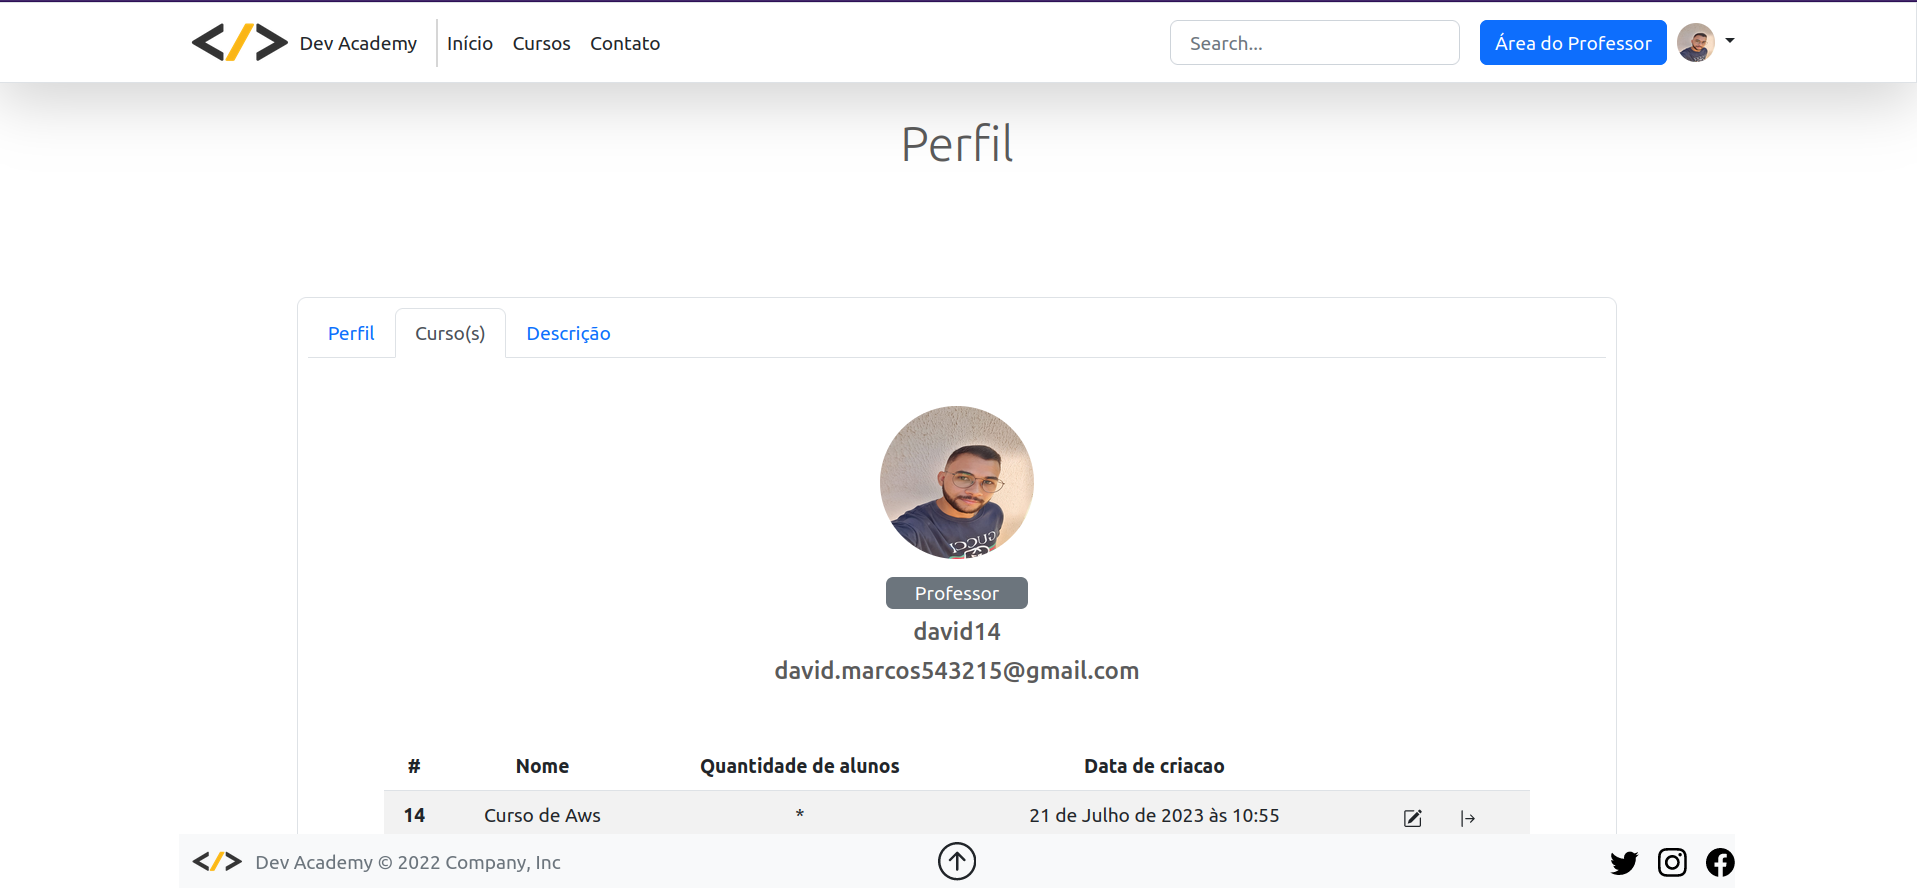 </> Dev Academy Início Cursos Contato Search... Área do Professor
Perfil
Perfil Curso(s) Descrição
GUCCI
Professor
david14
david.marcos543215@gmail.com
# Nome Quantidade de alunos Data de criacao
14 Curso de Aws * 21 de Julho de 2023 às 10:55
</> Dev Academy © 2022 Company, Inc